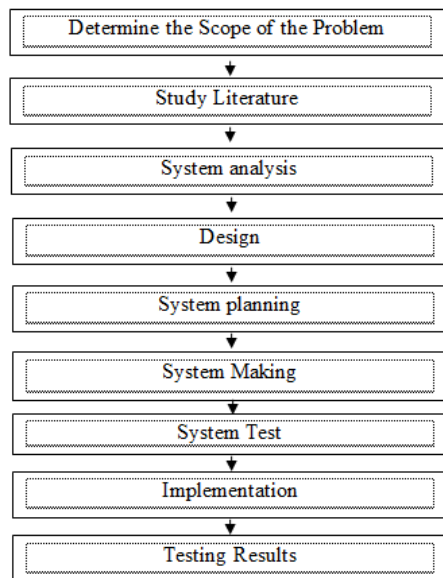 Determine the Scope of the Problem
Study Literature
System analysis
Design
System planning
System Making
System Test
Implementation
Testing Results